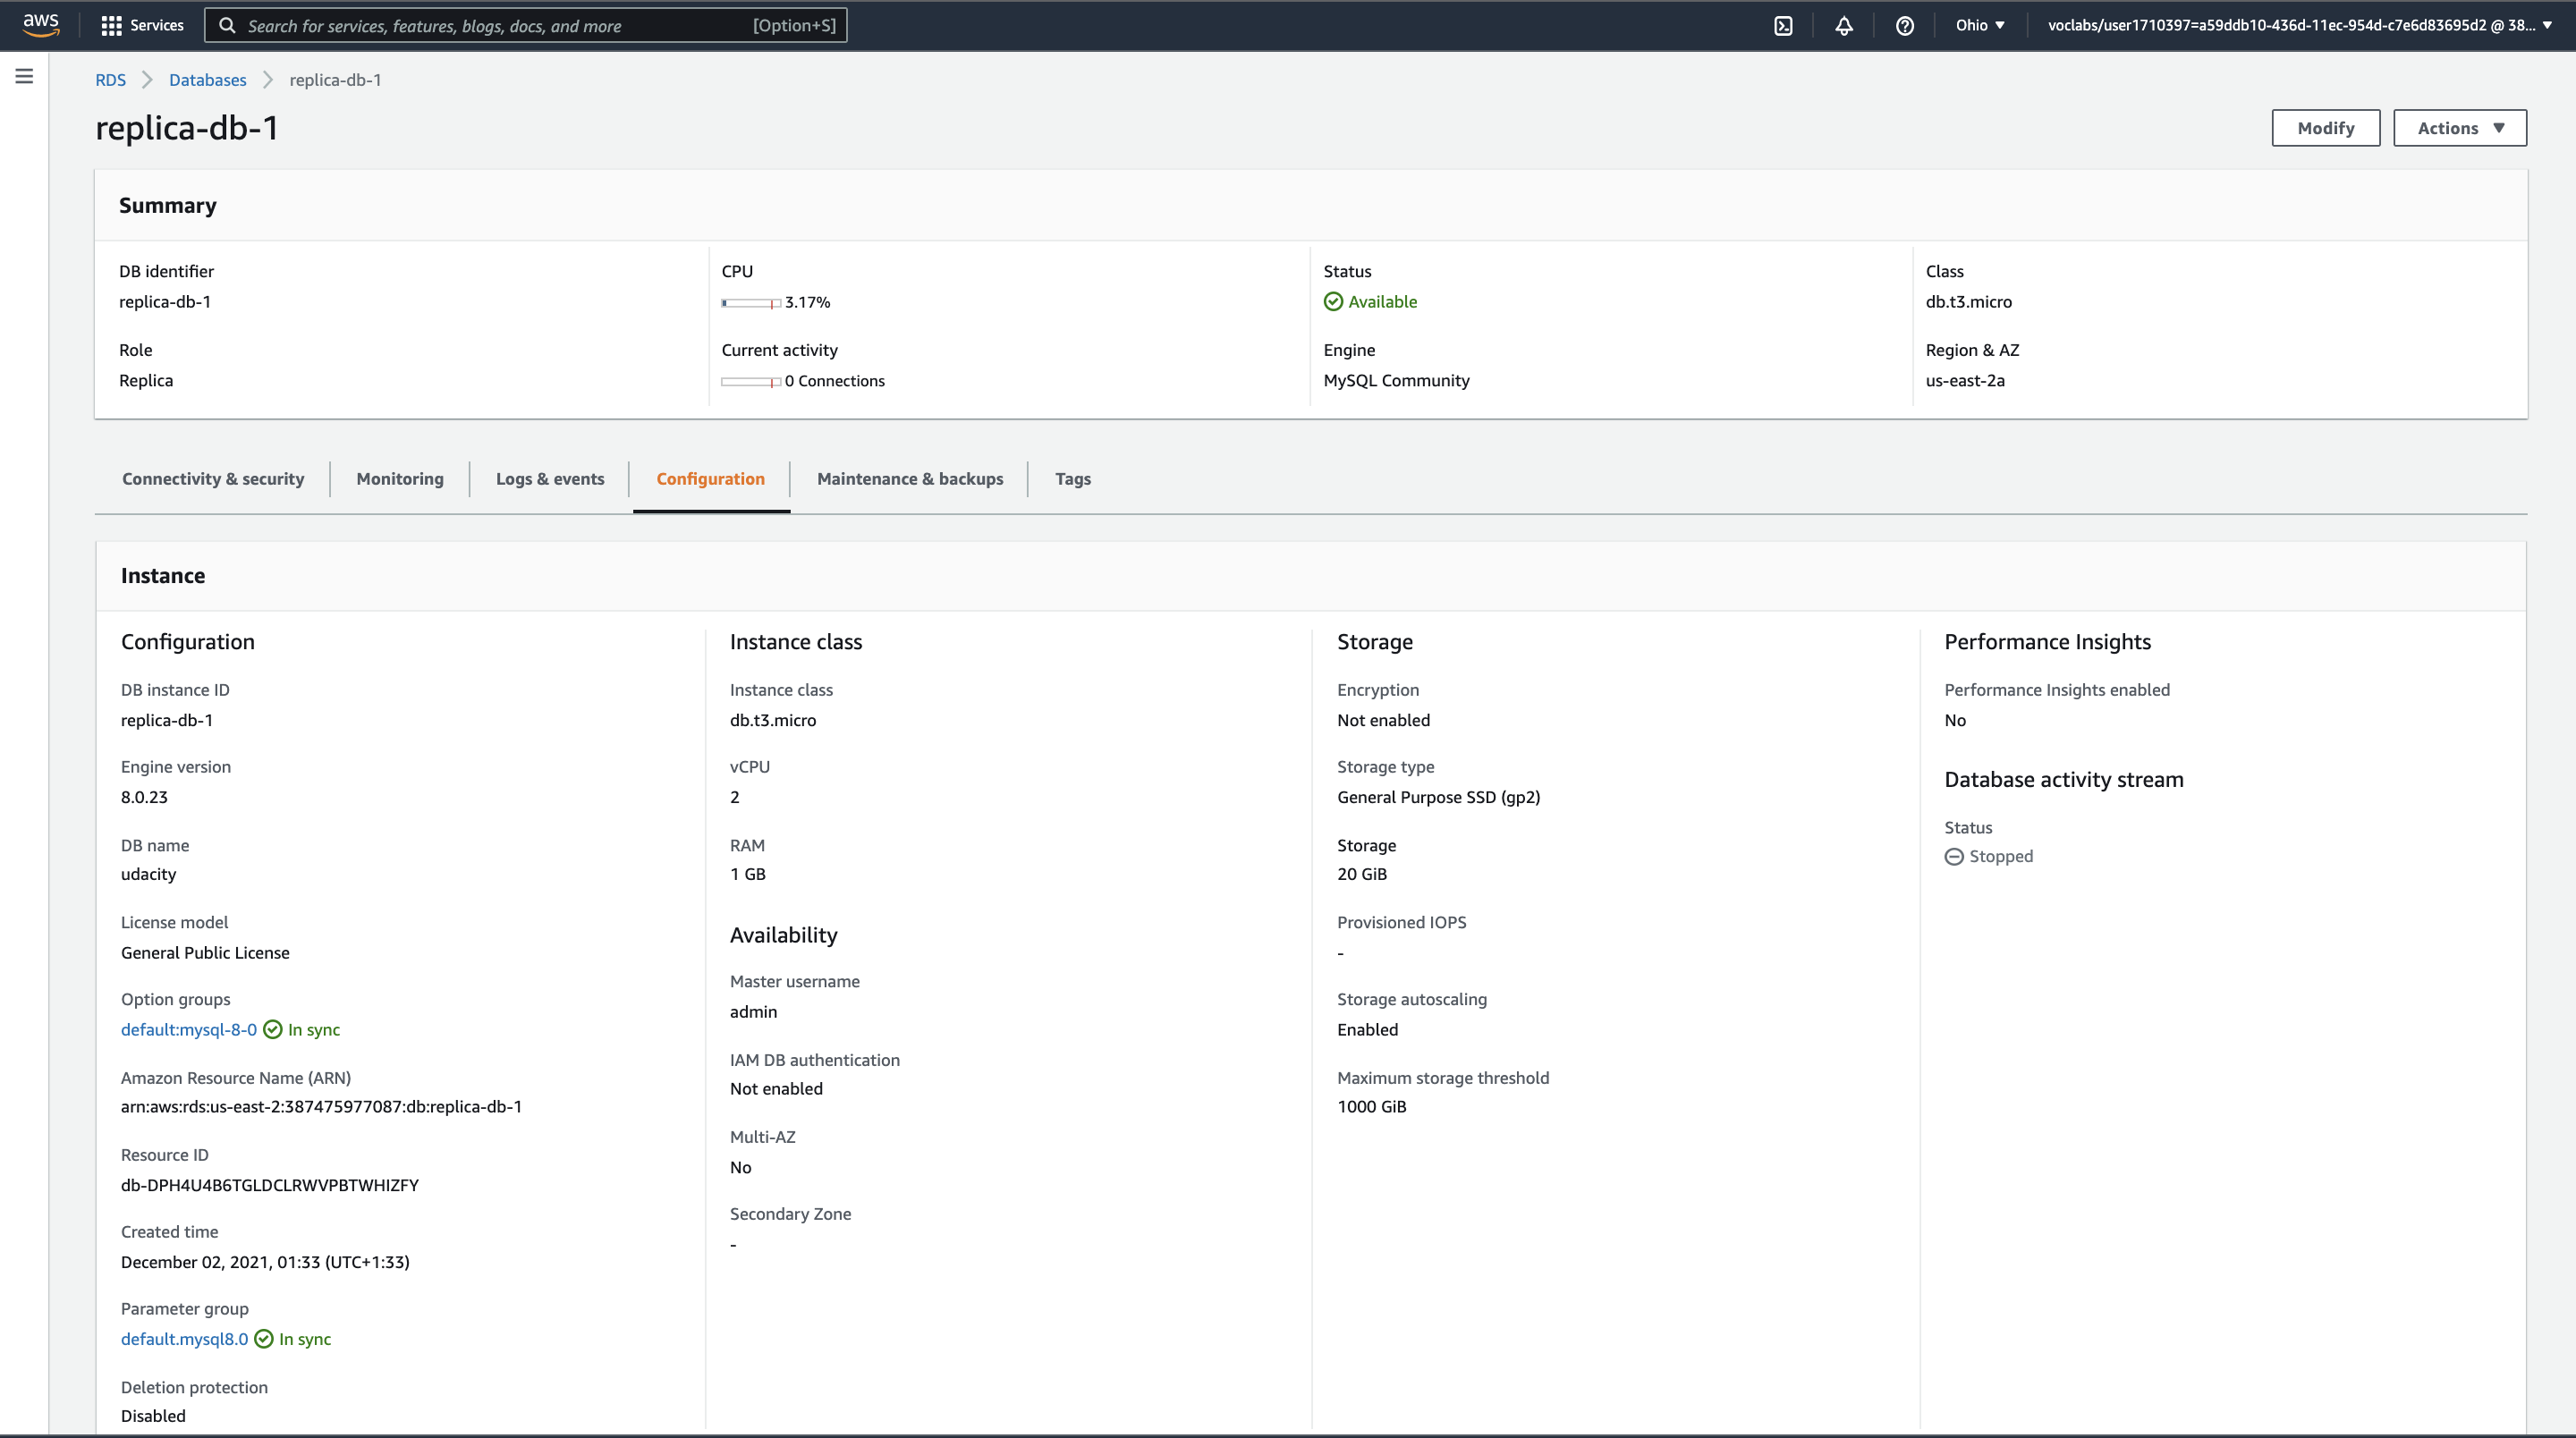 aws Services Search for services, features, blogs, docs, and more [Option+S] Ohio voclabs/user1710397=a59ddb10-436d-11ec-954d-c7e6d83695d2 @ 38...
RDS Databases replica-db-1
replica-db-1
Modify Actions
Summary
DB identifier CPU Status Class
replica-db-1 3.17% Available db.t3.micro
Role Current activity Engine Region & AZ
Replica 0 Connections MySQL Community us-east-2a
Connectivity & security Monitoring Logs & events Configuration Maintenance & backups Tags
Instance
Configuration
DB instance ID
replica-db-1
Engine version
8.0.23
DB name
udacity
License model
General Public License
Option groups
default:mysql-8-0 In sync
Amazon Resource Name (ARN)
arn:aws:rds:us-east-2:387475977087:db:replica-db-1
Resource ID
db-DPH4U4B6TGLDCLRWVPBTWHIZFY
Created time
December 02, 2021, 01:33 (UTC+1:33)
Parameter group
default.mysql8.0 In sync
Deletion protection
Disabled
Instance class
Instance class
db.t3.micro
vCPU
2
RAM
1 GB
Availability
Master username
admin
IAM DB authentication
Not enabled
Multi-AZ
No
Secondary Zone
-
Storage
Encryption
Not enabled
Storage type
General Purpose SSD (gp2)
Storage
20 GiB
Provisioned IOPS
-
Storage autoscaling
Enabled
Maximum storage threshold
1000 GiB
Performance Insights
Performance Insights enabled
No
Database activity stream
Status
Stopped